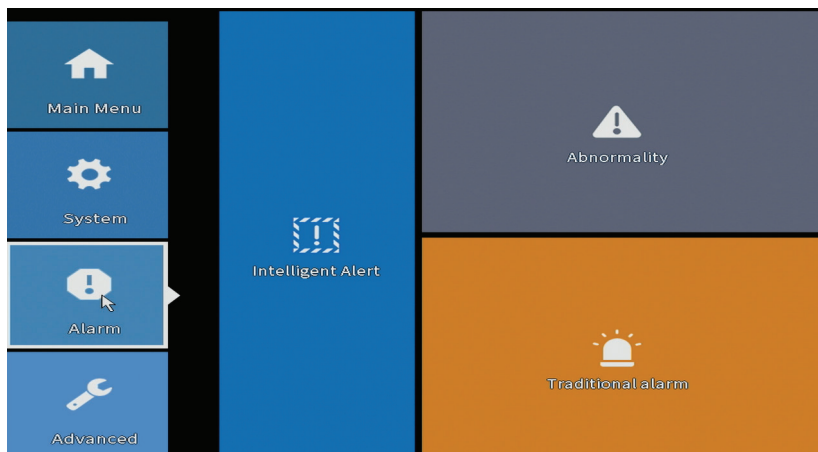 Main Menu
System
Alarm
Advanced
Intelligent Alert
Abnormality
Traditional alarm